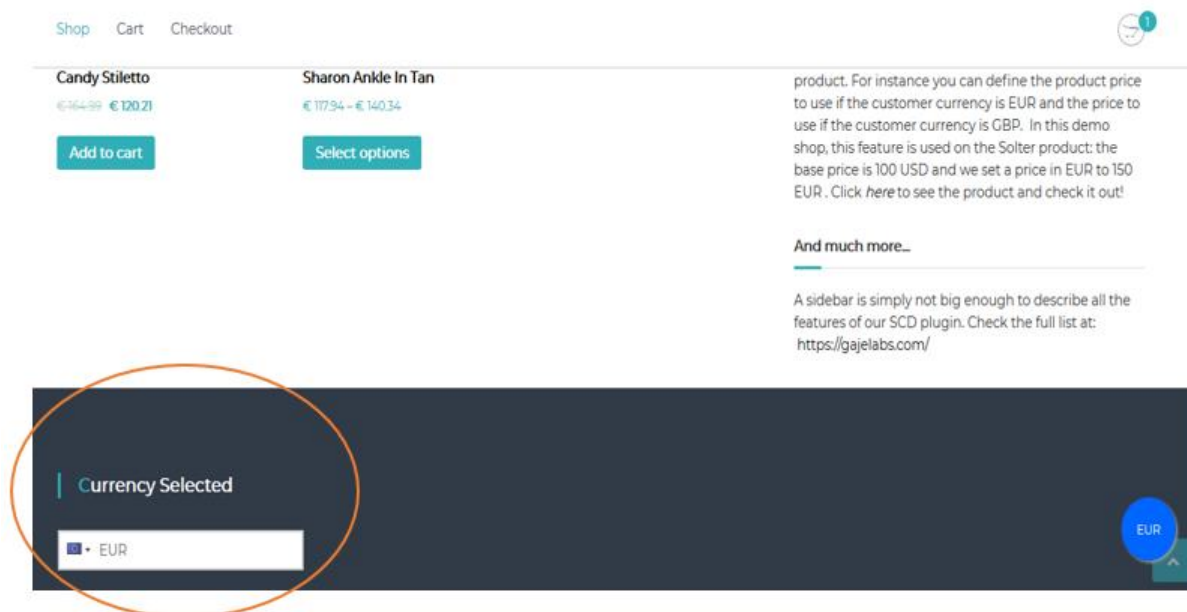 Shop Cart Checkout
1
Candy Stiletto
€ 164.99 € 120.21
Add to cart
Sharon Ankle In Tan
€ 117.94 – € 140.34
Select options
product. For instance you can define the product price
to use if the customer currency is EUR and the price to
use if the customer currency is GBP. In this demo
shop, this feature is used on the Solter product: the
base price is 100 USD and we set a price in EUR to 150
EUR . Click here to see the product and check it out!
And much more...
A sidebar is simply not big enough to describe all the
features of our SCD plugin. Check the full list at:
https://gajelabs.com/
Currency Selected
EUR
EUR